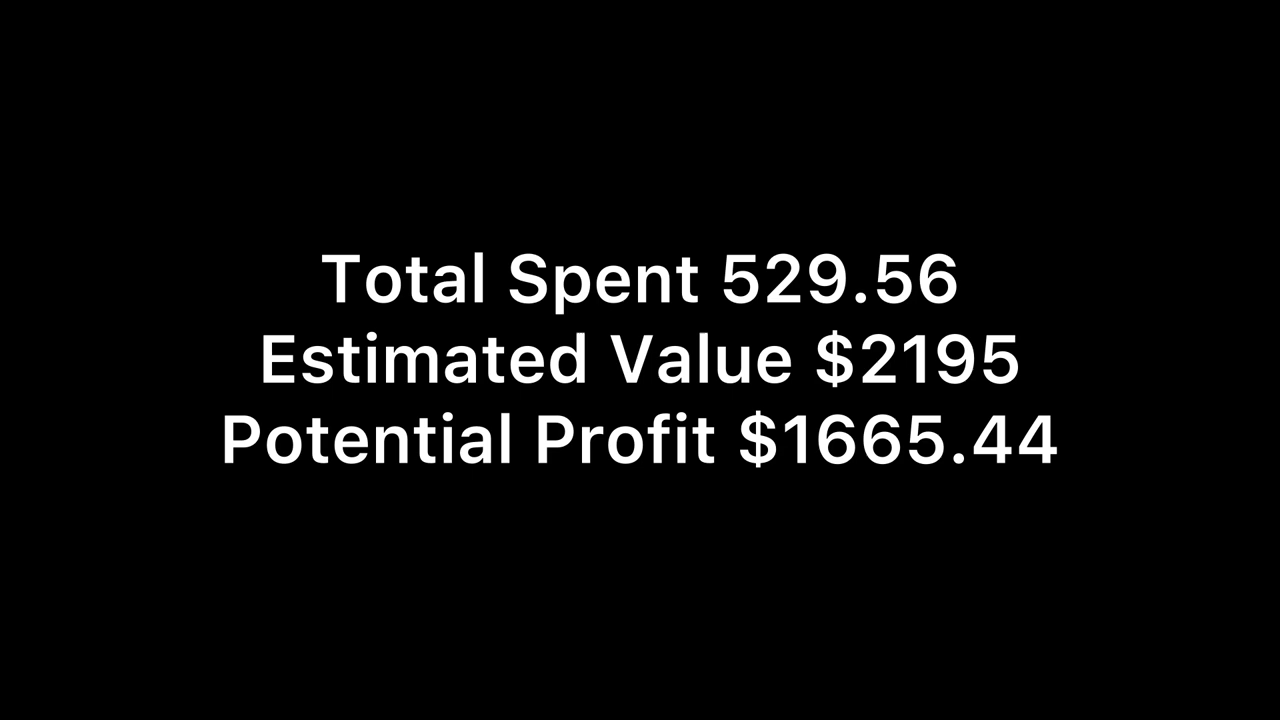 Total Spent 529.56
Estimated Value $2195
Potential Profit $1665.44